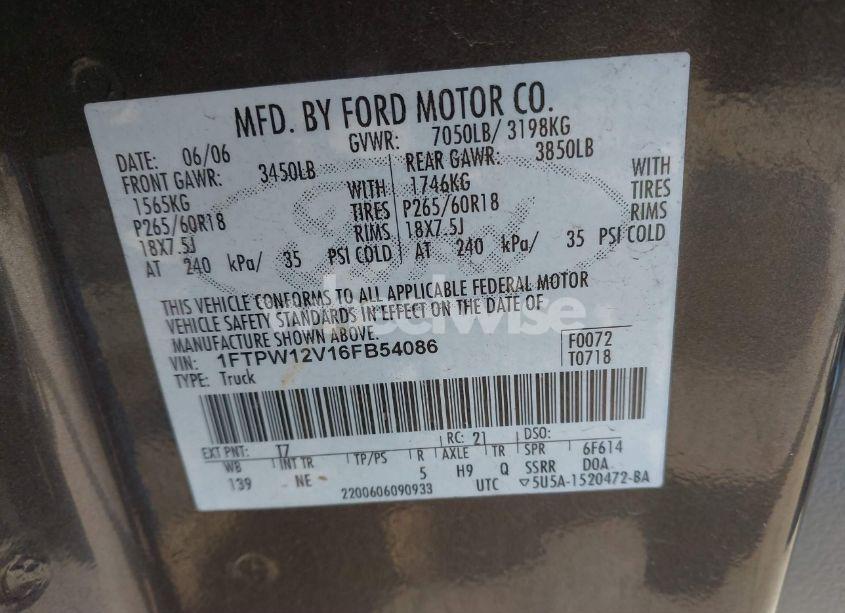 MFD. BY FORD MOTOR CO.
DATE: 06/06 GVWR: 7050LB/ 3198KG
FRONT GAWR: 3450LB REAR GAWR: 3850LB
1565KG WITH 1746KG WITH
P265/60R18 TIRES P265/60R18 TIRES
18X7.5J RIMS 18X7.5J RIMS
AT 240 kPa/ 35 PSI COLD AT 240 kPa/ 35 PSI COLD
THIS VEHICLE CONFORMS TO ALL APPLICABLE FEDERAL MOTOR
VEHICLE SAFETY STANDARDS IN EFFECT ON THE DATE OF
MANUFACTURE SHOWN ABOVE.
VIN: 1FTPW12V16FB54086 F0072
TYPE: Truck T0718
EXT PNT: T7 RC: 21 DSO:
WB INT TR TP/PS R AXLE TR SPR 6F614
139 NE 5 H9 Q SSRR DOA
2200606090933 UTC ▽5U5A-1520472-BA